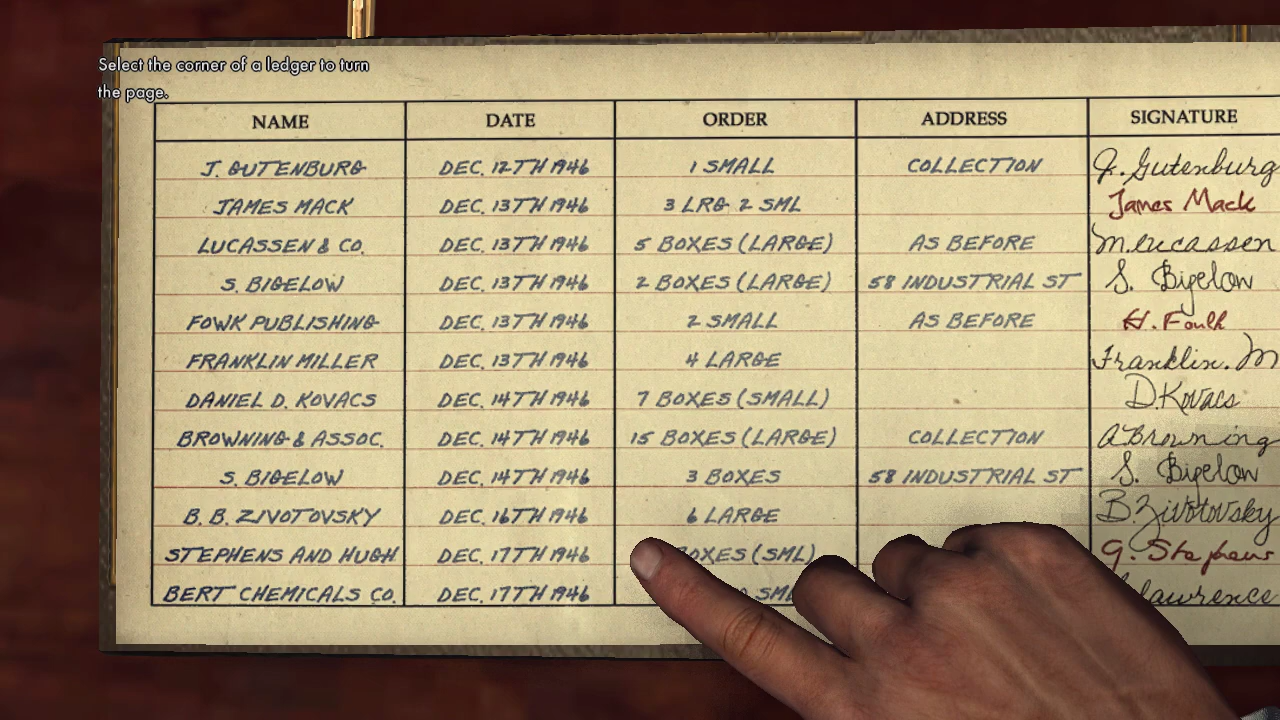 Select the corner of a ledger to turn
the page.
NAME DATE ORDER ADDRESS SIGNATURE
J. GUTENBURG DEC. 12TH 1946 1 SMALL COLLECTION J. Gutenburg
JAMES MACK DEC. 13TH 1946 3 LRG 2 SML James Mack
LUCASSEN & CO. DEC. 13TH 1946 5 BOXES (LARGE) AS BEFORE
S. BIGELOW DEC. 13TH 1946 2 BOXES (LARGE) 58 INDUSTRIAL ST S. Bigelow
FOWK PUBLISHING DEC. 13TH 1946 2 SMALL AS BEFORE H.
FRANKLIN MILLER DEC. 13TH 1946 4 LARGE Franklin. M
DANIEL D. KOVACS DEC. 14TH 1946 7 BOXES (SMALL) D. Kovacs
BROWNING & ASSOC. DEC. 14TH 1946 15 BOXES (LARGE) COLLECTION A Browning
S. BIGELOW DEC. 14TH 1946 3 BOXES 58 INDUSTRIAL ST S. Bigelow
B. B. ZIVOTOVSKY DEC. 16TH 1946 6 LARGE B. Zivotovsky
STEPHENS AND HUGH DEC. 17TH 1946 BOXES (SML) G. Stephens
BERT CHEMICALS CO. DEC. 17TH 1946 lawrence